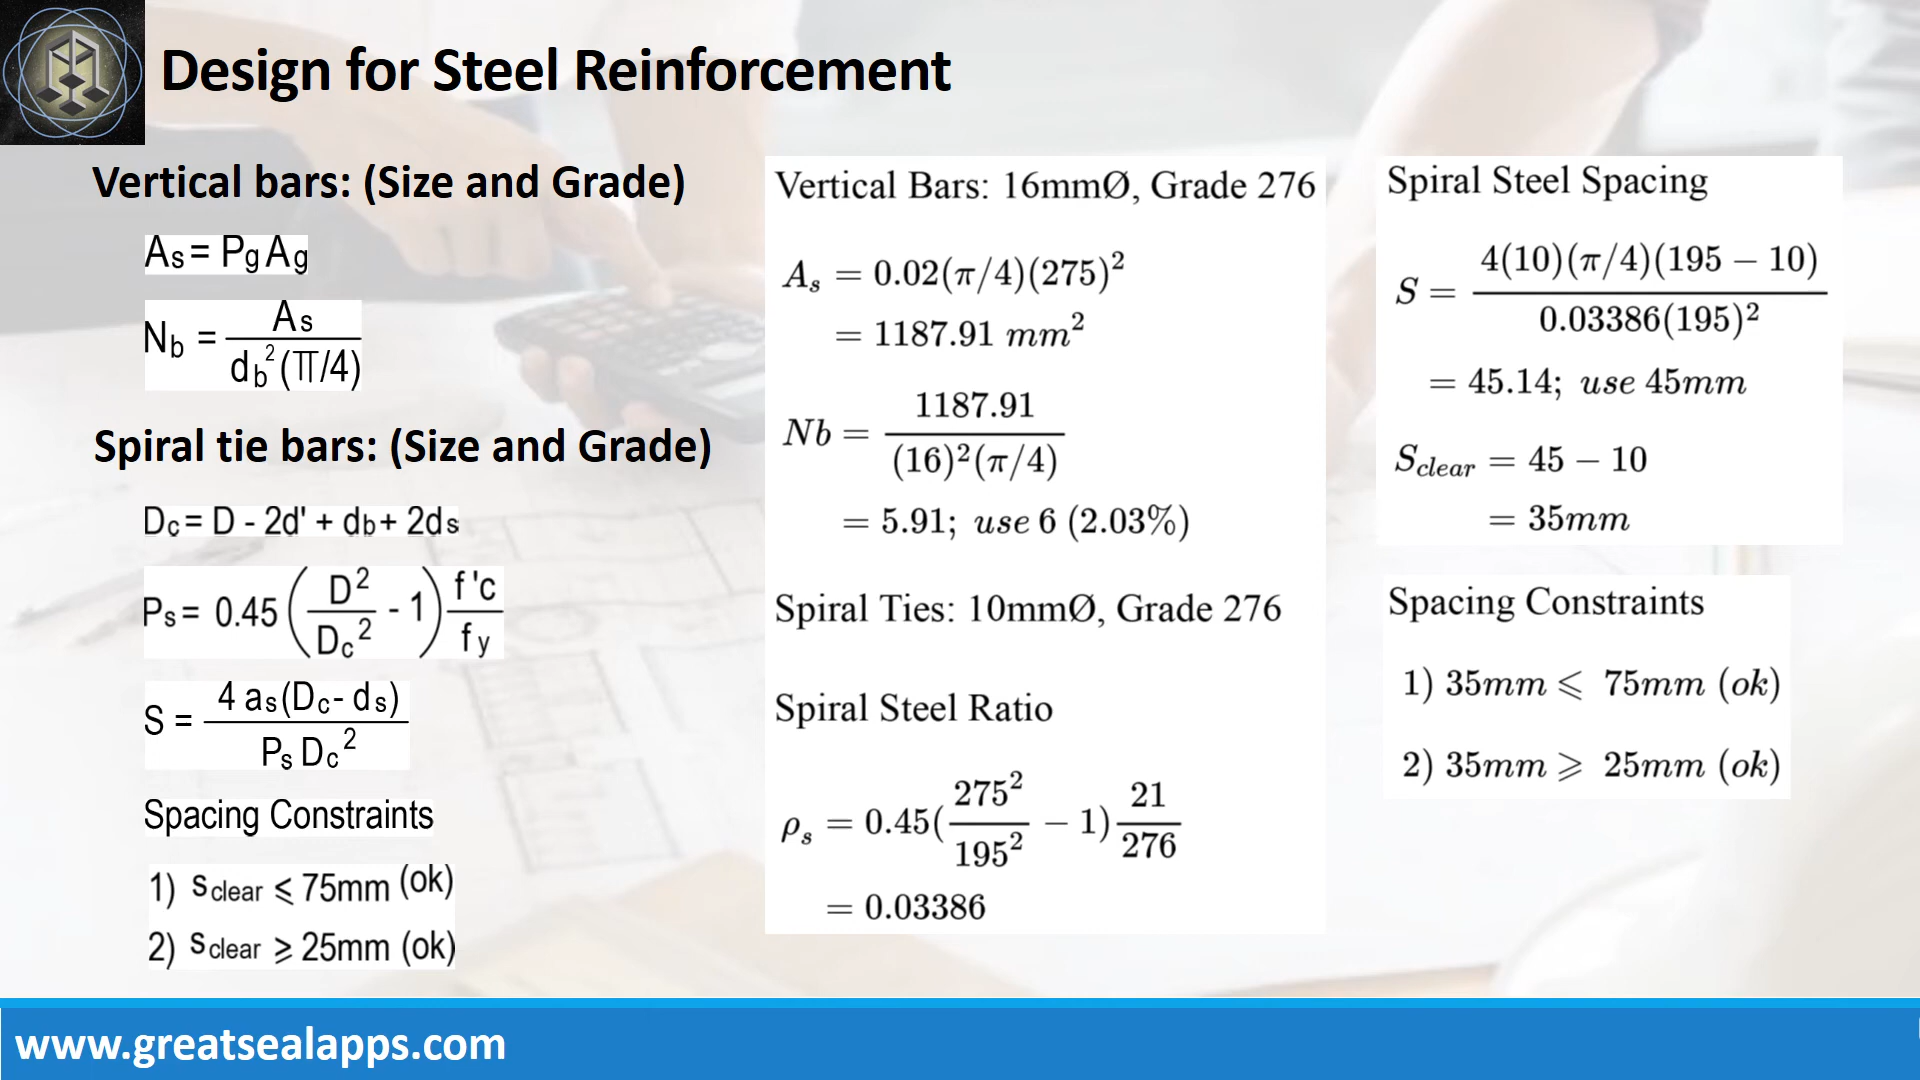 Design for Steel Reinforcement
Vertical bars: (Size and Grade)
As = Pg Ag
Nb = As / db²(π/4)
Spiral tie bars: (Size and Grade)
Dc = D - 2d' + db + 2ds
Ps = 0.45 (D²/Dc² - 1) f'c/fy
S = 4 as(Dc - ds) / Ps Dc²
Spacing Constraints
1) sclear ⩽ 75mm (ok)
2) sclear ⩾ 25mm (ok)
Vertical Bars: 16mmØ, Grade 276
As = 0.02(π/4)(275)²
= 1187.91 mm²
Nb = 1187.91 / (16)²(π/4)
= 5.91; use 6 (2.03%)
Spiral Ties: 10mmØ, Grade 276
Spiral Steel Ratio
ρs = 0.45(275²/195² − 1) 21/276
= 0.03386
Spiral Steel Spacing
S = 4(10)(π/4)(195 − 10) / 0.03386(195)²
= 45.14; use 45mm
Sclear = 45 − 10
= 35mm
Spacing Constraints
1) 35mm ⩽ 75mm (ok)
2) 35mm ⩾ 25mm (ok)
www.greatsealapps.com